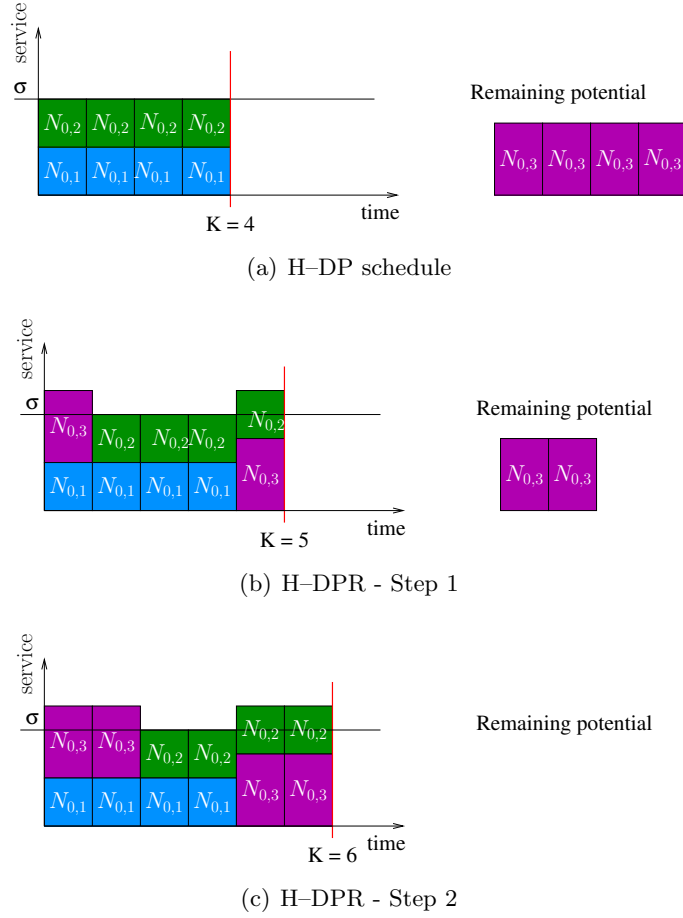 service
σ
Remaining potential
N0,2 N0,2 N0,2 N0,2
N0,3 N0,3 N0,3 N0,3
N0,1 N0,1 N0,1 N0,1
time
K = 4
(a) H–DP schedule
service
σ
Remaining potential
N0,3 N0,2 N0,2 N0,2 N0,2
N0,3 N0,3
N0,1 N0,1 N0,1 N0,1 N0,3
time
K = 5
(b) H–DPR - Step 1
service
σ
Remaining potential
N0,3 N0,3 N0,2 N0,2 N0,2 N0,2
N0,1 N0,1 N0,1 N0,1 N0,3 N0,3
time
K = 6
(c) H–DPR - Step 2